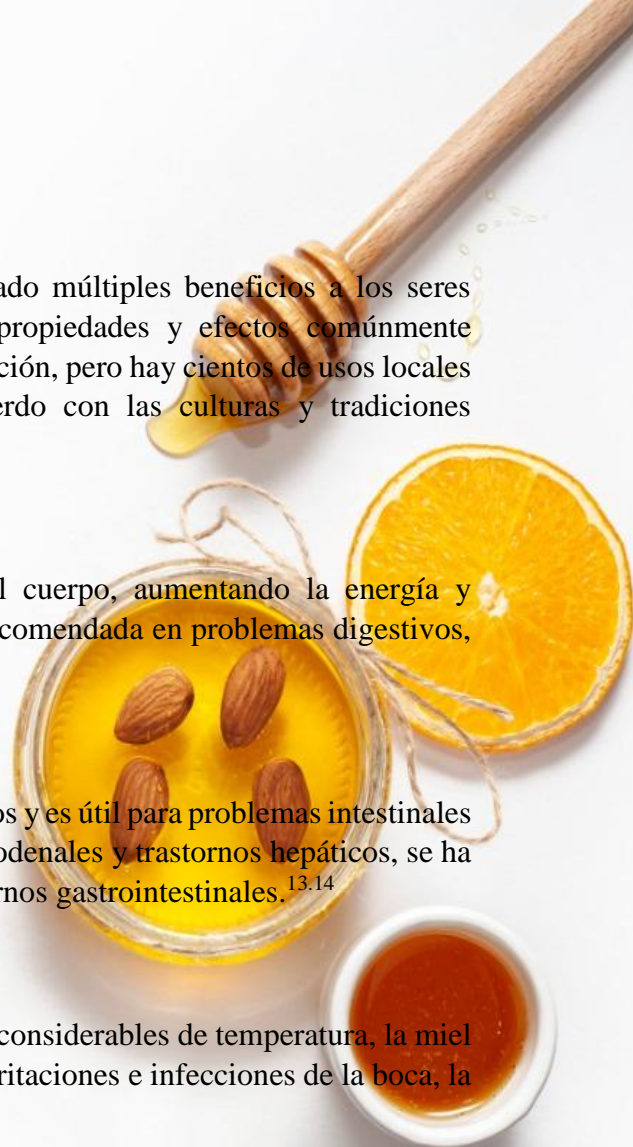 ado múltiples beneficios a los seres
propiedades y efectos comúnmente
ción, pero hay cientos de usos locales
erdo con las culturas y tradiciones
l cuerpo, aumentando la energía y
comendada en problemas digestivos,
os y es útil para problemas intestinales
odenales y trastornos hepáticos, se ha
rnos gastrointestinales.13.14
considerables de temperatura, la miel
ritaciones e infecciones de la boca, la